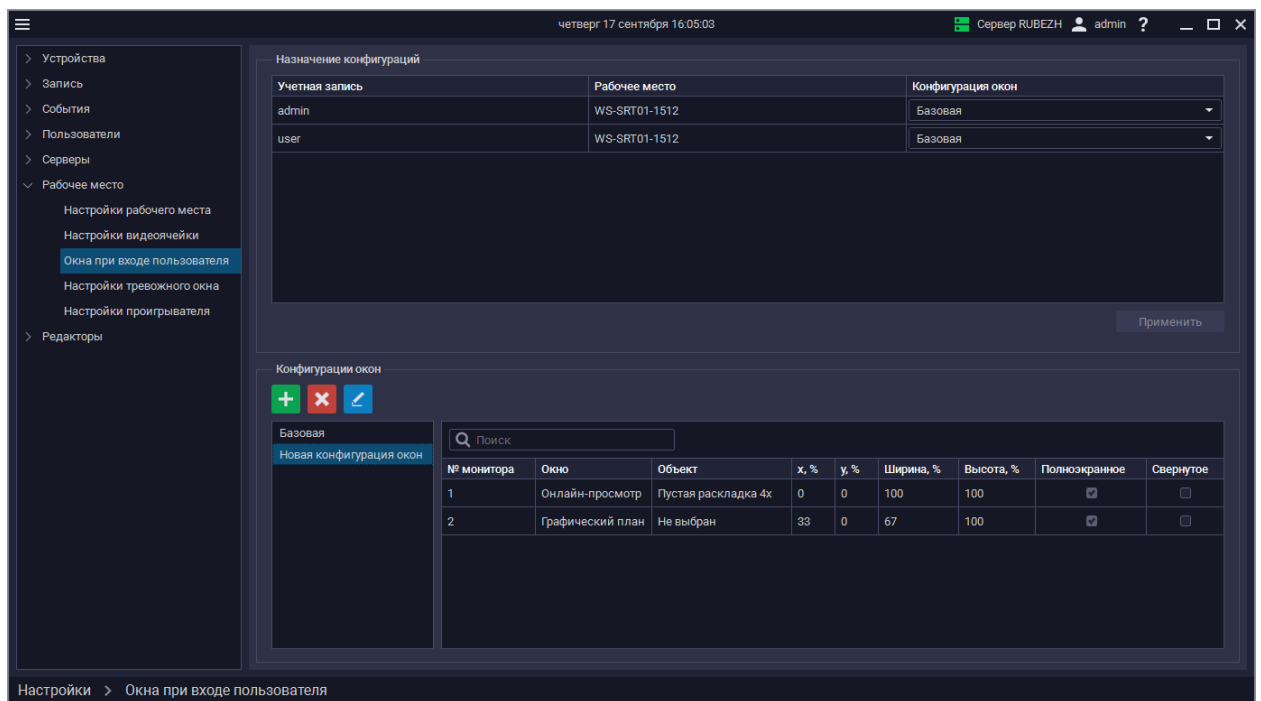 четверг 17 сентября 16:05:03 Сервер RUBEZH admin ?
Устройства
Запись
События
Пользователи
Серверы
Рабочее место
Настройки рабочего места
Настройки видеоячейки
Окна при входе пользователя
Настройки тревожного окна
Настройки проигрывателя
Редакторы
Назначение конфигураций
Учетная запись Рабочее место Конфигурация окон
admin WS-SRT01-1512 Базовая
user WS-SRT01-1512 Базовая
Применить
Конфигурации окон
Базовая
Новая конфигурация окон
Поиск
№ монитора Окно Объект x, % y, % Ширина, % Высота, % Полноэкранное Свернутое
1 Онлайн-просмотр Пустая раскладка 4x 0 0 100 100
2 Графический план Не выбран 33 0 67 100
Настройки > Окна при входе пользователя